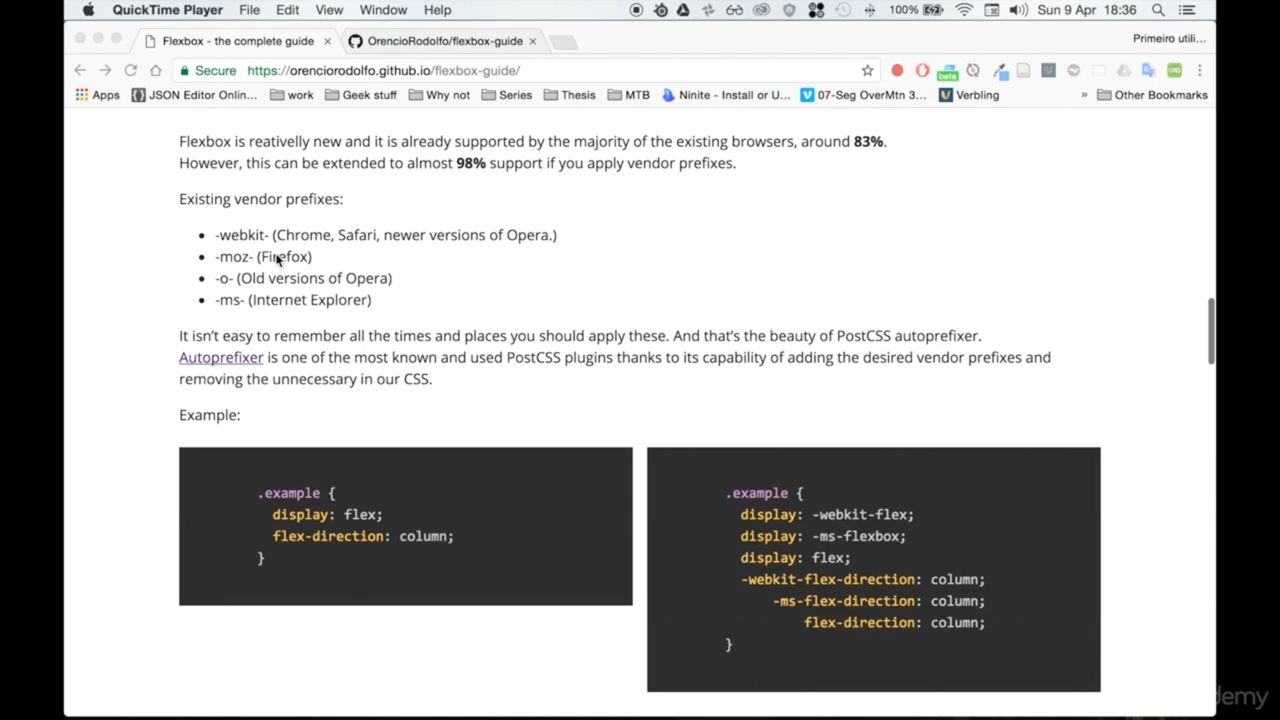 QuickTime Player File Edit View Window Help 100% Sun 9 Apr 18:36
Flexbox - the complete guide × OrencioRodolfo/flexbox-guide × Primeiro utili...
Secure https://orenciorodolfo.github.io/flexbox-guide/
beta
Apps JSON Editor Onlin... work Geek stuff Why not Series Thesis MTB Ninite - Install or U... 07-Seg OverMtn 3... Verbling » Other Bookmarks
Flexbox is reativelly new and it is already supported by the majority of the existing browsers, around 83%.
However, this can be extended to almost 98% support if you apply vendor prefixes.
Existing vendor prefixes:
• -webkit- (Chrome, Safari, newer versions of Opera.)
• -moz- (Firefox)
• -o- (Old versions of Opera)
• -ms- (Internet Explorer)
It isn't easy to remember all the times and places you should apply these. And that's the beauty of PostCSS autoprefixer.
Autoprefixer is one of the most known and used PostCSS plugins thanks to its capability of adding the desired vendor prefixes and
removing the unnecessary in our CSS.
Example:
.example {
display: flex;
flex-direction: column;
}
.example {
display: -webkit-flex;
display: -ms-flexbox;
display: flex;
-webkit-flex-direction: column;
-ms-flex-direction: column;
flex-direction: column;
}
demy